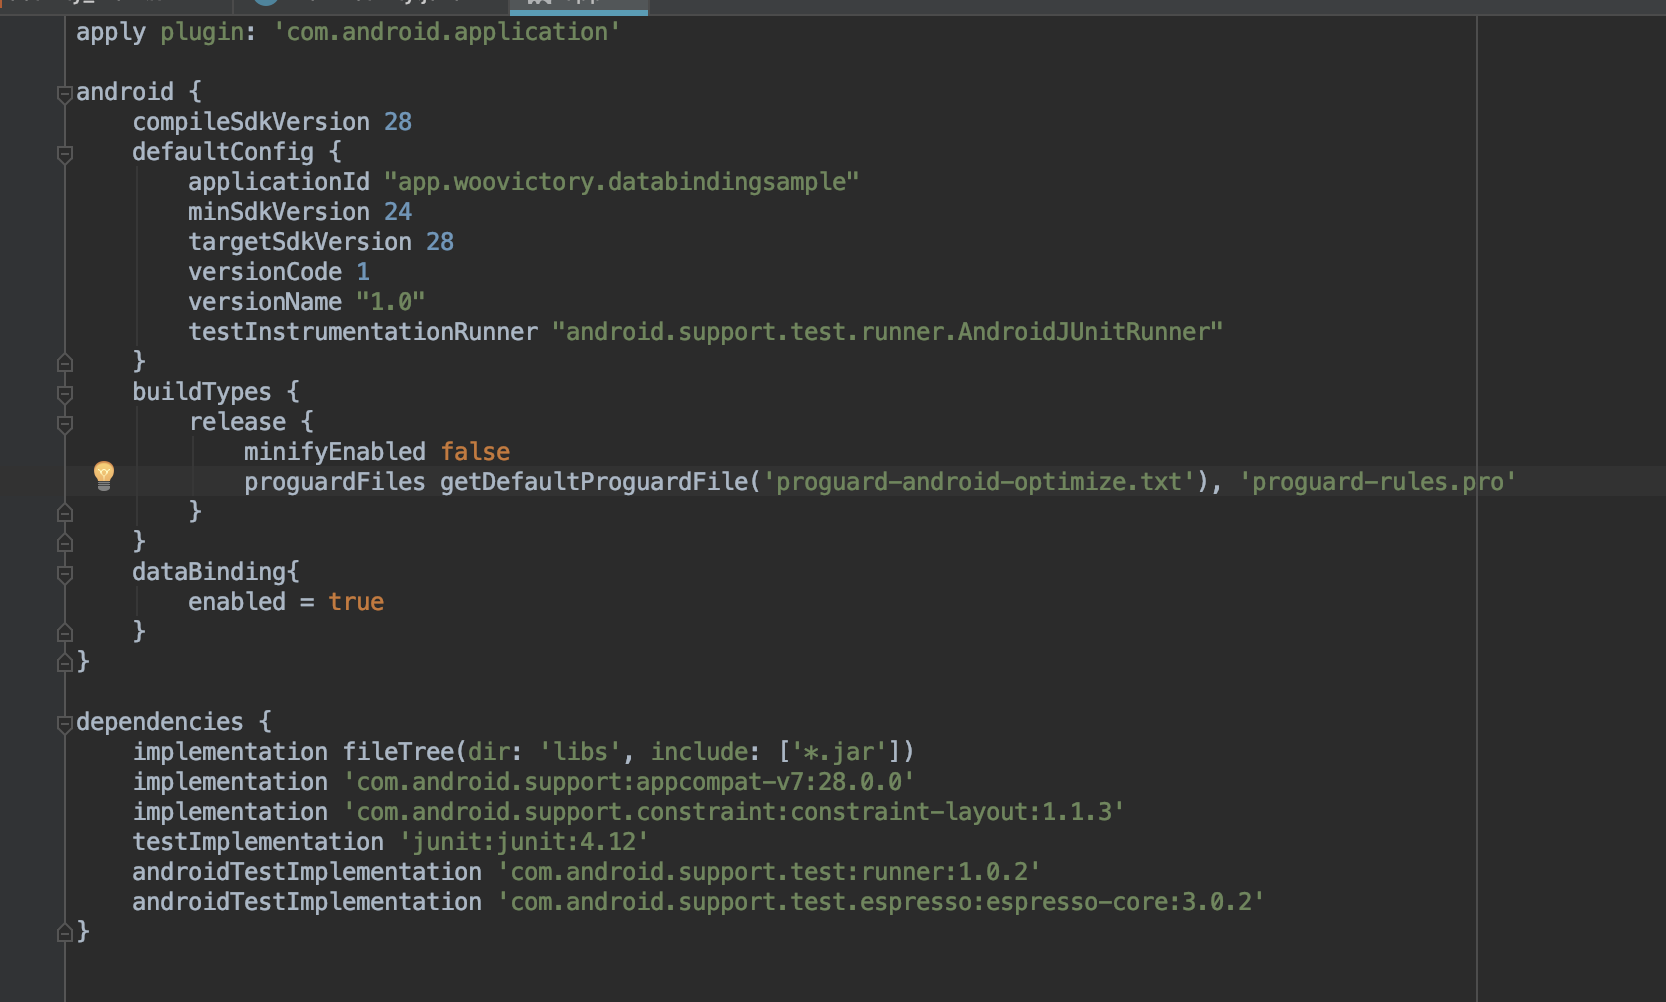 apply plugin: 'com.android.application'

android {
    compileSdkVersion 28
    defaultConfig {
        applicationId "app.woovictory.databindingsample"
        minSdkVersion 24
        targetSdkVersion 28
        versionCode 1
        versionName "1.0"
        testInstrumentationRunner "android.support.test.runner.AndroidJUnitRunner"
    }
    buildTypes {
        release {
            minifyEnabled false
            proguardFiles getDefaultProguardFile('proguard-android-optimize.txt'), 'proguard-rules.pro'
        }
    }
    dataBinding{
        enabled = true
    }
}

dependencies {
    implementation fileTree(dir: 'libs', include: ['*.jar'])
    implementation 'com.android.support:appcompat-v7:28.0.0'
    implementation 'com.android.support.constraint:constraint-layout:1.1.3'
    testImplementation 'junit:junit:4.12'
    androidTestImplementation 'com.android.support.test:runner:1.0.2'
    androidTestImplementation 'com.android.support.test.espresso:espresso-core:3.0.2'
}